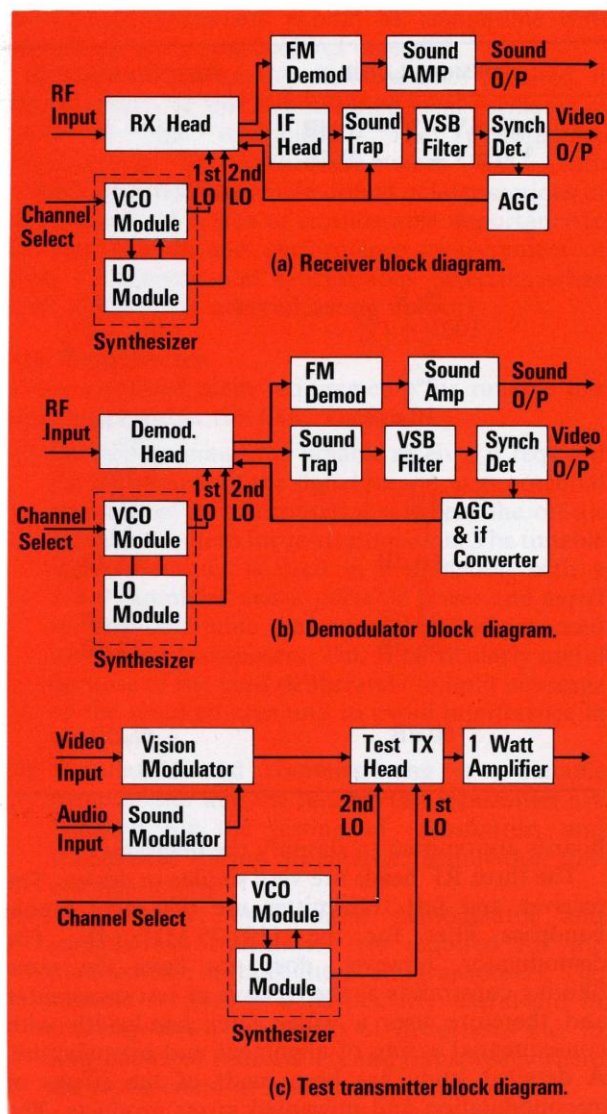 FM Demod
Sound AMP
Sound O/P
RF Input
RX Head
IF Head
Sound Trap
VSB Filter
Synch Det.
Video O/P
1st LO
2nd LO
Channel Select
VCO Module
LO Module
AGC
Synthesizer
(a) Receiver block diagram.
FM Demod
Sound Amp
Sound O/P
RF Input
Demod. Head
Sound Trap
VSB Filter
Synch Det
Video O/P
1st LO
2nd LO
Channel Select
VCO Module
LO Module
AGC & if Converter
Synthesizer
(b) Demodulator block diagram.
Video Input
Vision Modulator
Test TX Head
1 Watt Amplifier
Audio Input
Sound Modulator
2nd LO
1st LO
Channel Select
VCO Module
LO Module
Synthesizer
(c) Test transmitter block diagram.